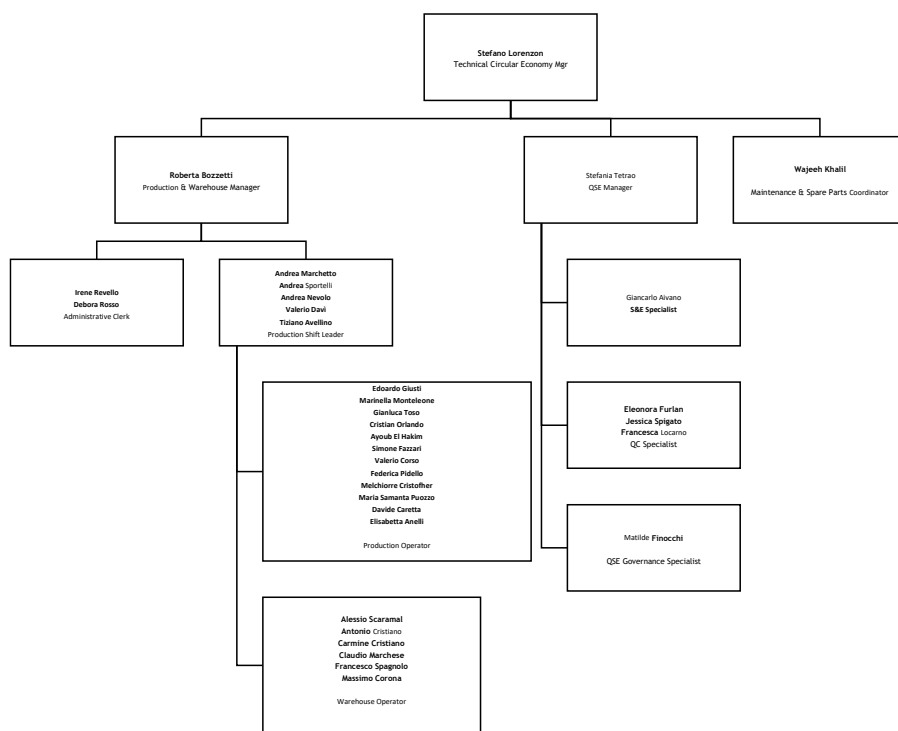 Stefano Lorenzon
Technical Circular Economy Mgr
Roberta Bozzetti
Production & Warehouse Manager
Stefania Tetrao
QSE Manager
Wajeeh Khalil
Maintenance & Spare Parts Coordinator
Irene Revello
Debora Rosso
Administrative Clerk
Andrea Marchetto
Andrea Sportelli
Andrea Nevolo
Valerio Davì
Tiziano Avellino
Production Shift Leader
Giancarlo Aivano
S&E Specialist
Edoardo Giusti
Marinella Monteleone
Gianluca Toso
Cristian Orlando
Ayoub El Hakim
Simone Fazzari
Valerio Corso
Federica Pidello
Melchiorre Cristofher
Maria Samanta Puozzo
Davide Caretta
Elisabetta Anelli
Production Operator
Eleonora Furlan
Jessica Spigato
Francesca Locarno
QC Specialist
Matilde Finocchi
QSE Governance Specialist
Alessio Scaramal
Antonio Cristiano
Carmine Cristiano
Claudio Marchese
Francesco Spagnolo
Massimo Corona
Warehouse Operator